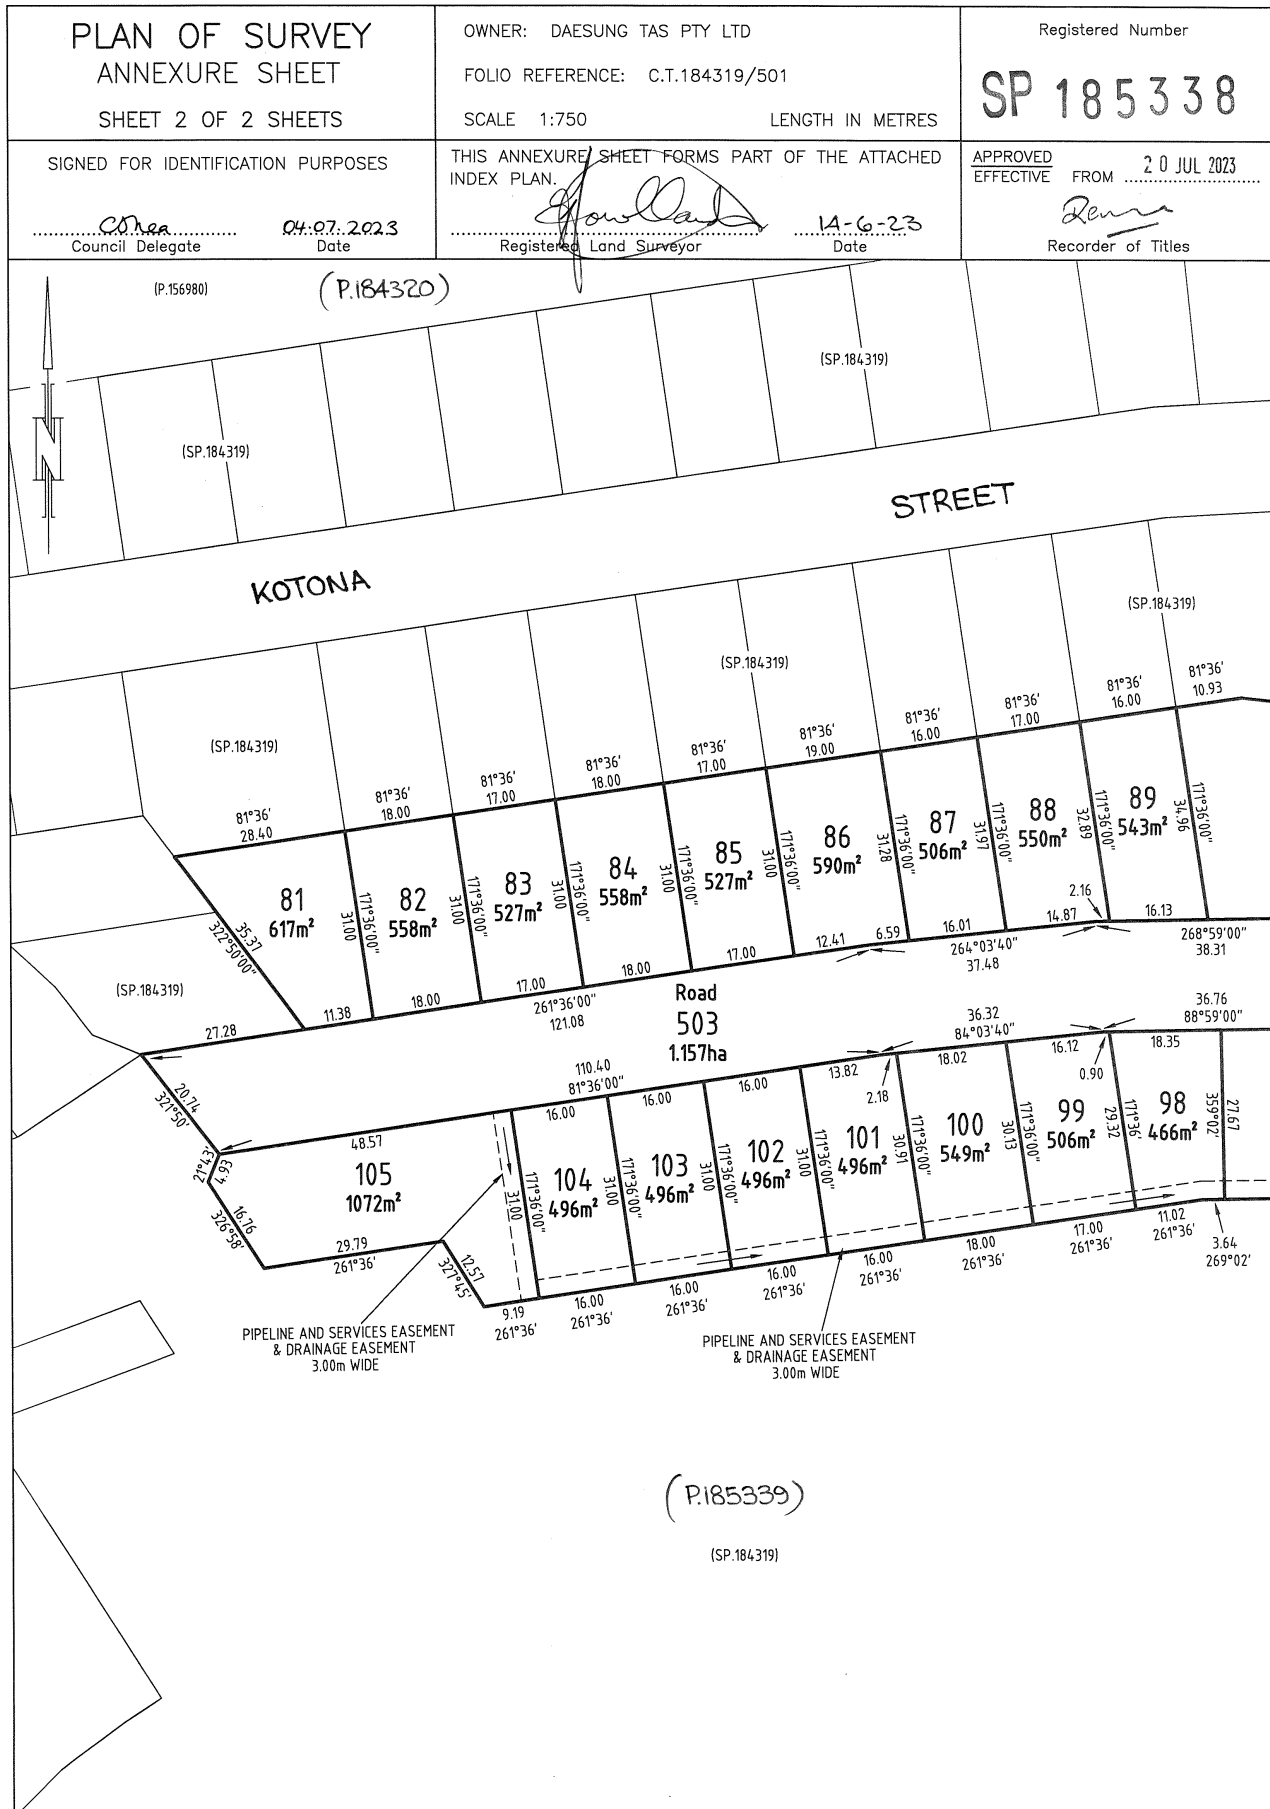 PLAN OF SURVEY
ANNEXURE SHEET
SHEET 2 OF 2 SHEETS
OWNER: DAESUNG TAS PTY LTD
FOLIO REFERENCE: C.T.184319/501
SCALE 1:750 LENGTH IN METRES
Registered Number
SP 185338
SIGNED FOR IDENTIFICATION PURPOSES
04.07.2023
Council Delegate Date
THIS ANNEXURE SHEET FORMS PART OF THE ATTACHED
INDEX PLAN.
14-6-23
Registered Land Surveyor Date
APPROVED
EFFECTIVE FROM 20 JUL 2023
Recorder of Titles
(P.156980)
(P.184320)
N
(SP.184319)
(SP.184319)
STREET
KOTONA
(SP.184319)
(SP.184319)
(SP.184319)
81°36'
28.40
81°36'
18.00
81°36'
17.00
81°36'
18.00
81°36'
17.00
81°36'
19.00
81°36'
16.00
81°36'
17.00
81°36'
16.00
81°36'
10.93
81
617m²
82
558m²
83
527m²
84
558m²
85
527m²
86
590m²
87
506m²
88
550m²
89
543m²
35.37
322°50'00"
31.00
171°36'00"
31.00
171°36'00"
31.00
171°36'00"
31.00
171°36'00"
31.00
171°36'00"
31.28
171°36'00"
31.97
171°36'00"
32.89
171°36'00"
34.96
171°36'00"
(SP.184319)
27.28
11.38
18.00
17.00
18.00
17.00
12.41
6.59
16.01
14.87
2.16
16.13
261°36'00"
121.08
264°03'40"
37.48
268°59'00"
38.31
Road
503
1.157ha
110.40
81°36'00"
36.32
84°03'40"
36.76
88°59'00"
20.74
321°50'
21°43'
4.93
16.76
326°58'
48.57
16.00
16.00
16.00
13.82
2.18
18.02
16.12
0.90
18.35
105
1072m²
104
496m²
103
496m²
102
496m²
101
496m²
100
549m²
99
506m²
98
466m²
31.00
171°36'00"
31.00
171°36'00"
31.00
171°36'00"
31.00
171°36'00"
30.91
171°36'00"
30.13
171°36'00"
29.32
171°36'
27.67
359°02'
29.79
261°36'
12.57
327°45'
9.19
261°36'
16.00
261°36'
16.00
261°36'
16.00
261°36'
16.00
261°36'
18.00
261°36'
17.00
261°36'
11.02
261°36'
3.64
269°02'
PIPELINE AND SERVICES EASEMENT
& DRAINAGE EASEMENT
3.00m WIDE
PIPELINE AND SERVICES EASEMENT
& DRAINAGE EASEMENT
3.00m WIDE
(P.185339)
(SP.184319)